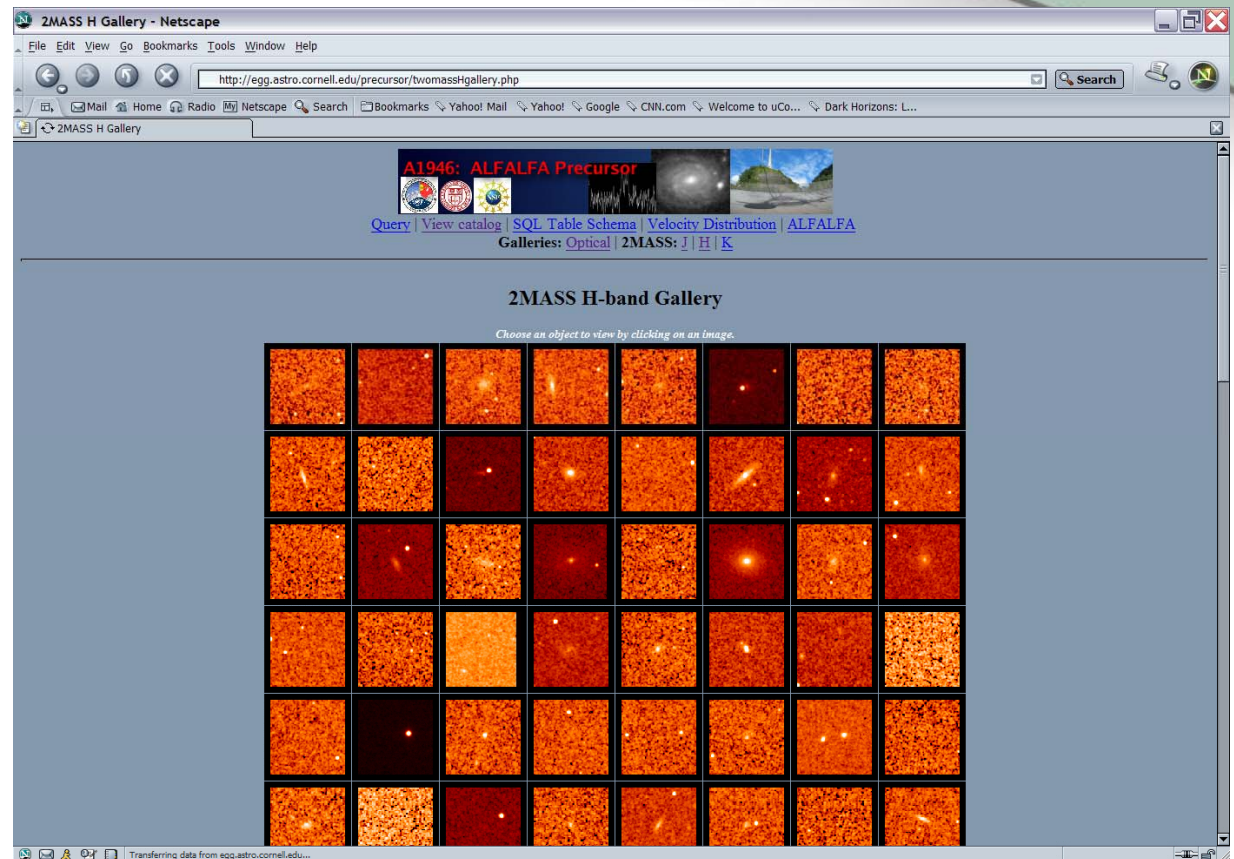 2MASS H Gallery - Netscape
File Edit View Go Bookmarks Tools Window Help
http://egg.astro.cornell.edu/precursor/twomassHgallery.php
Search
Mail Home Radio My Netscape Search Bookmarks Yahoo! Mail Yahoo! Google CNN.com Welcome to uCo... Dark Horizons: L...
2MASS H Gallery
A1946: ALFALFA Precursor
Query | View catalog | SQL Table Schema | Velocity Distribution | ALFALFA
Galleries: Optical | 2MASS: J | H | K
2MASS H-band Gallery
Choose an object to view by clicking on an image.
Transferring data from egg.astro.cornell.edu...